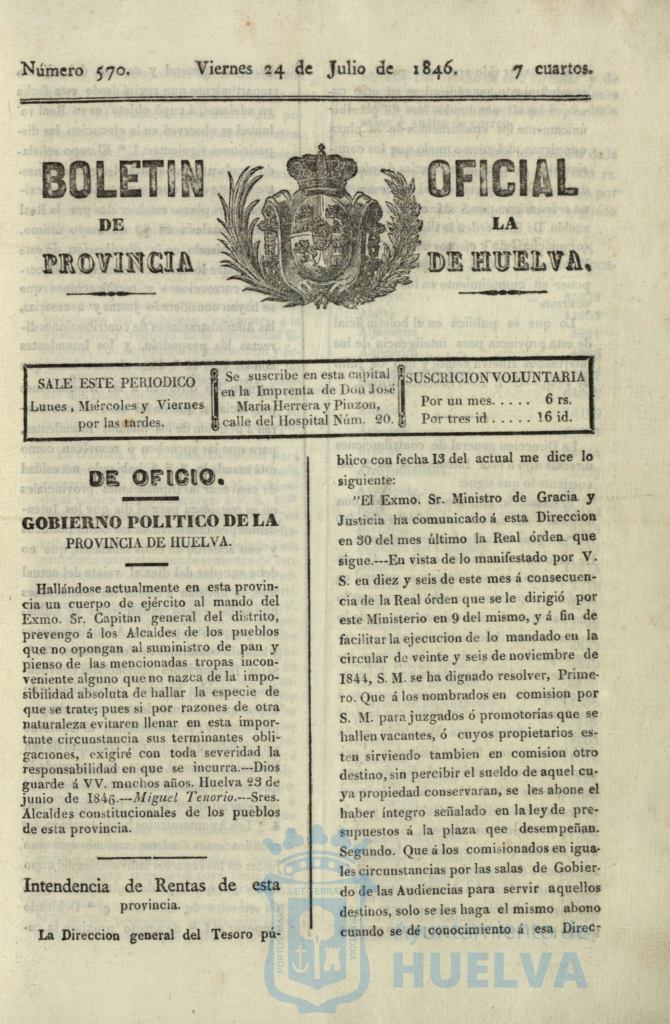 Número 570. Viernes 24 de Julio de 1846. 7 cuartos.
BOLETIN OFICIAL
DE LA
PROVINCIA DE HUELVA.
SALE ESTE PERIODICO
Lunes, Miércoles y Viernes
por las tardes.
Se suscribe en esta capital
en la Imprenta de Don José
María Herrera y Pinzon,
calle del Hospital Núm. 20.
SUSCRICION VOLUNTARIA
Por un mes. . . . . 6 rs.
Por tres id . . . . . 16 id.
DE OFICIO.
GOBIERNO POLITICO DE LA
PROVINCIA DE HUELVA.
Hallándose actualmente en esta provin-
cia un cuerpo de ejército al mando del
Exmo. Sr. Capitan general del distrito,
prevengo á los Alcaldes de los pueblos
que no opongan al suministro de pan y
pienso de las mencionadas tropas incon-
veniente alguno que no nazca de la impo-
sibilidad absoluta de hallar la especie de
que se trate; pues si por razones de otra
naturaleza evitaren llenar en esta impor-
tante circunstancia sus terminantes obli-
gaciones, exigiré con toda severidad la
responsabilidad en que se incurra.---Dios
guarde á VV. muchos años. Huelva 23 de
junio de 1846.---Miguel Tenorio.---Sres.
Alcaldes constitucionales de los pueblos
de esta provincia.
Intendencia de Rentas de esta
provincia.
La Direccion general del Tesoro pú-
blico con fecha 13 del actual me dice lo
siguiente:
"El Exmo. Sr. Ministro de Gracia y
Justicia ha comunicado á esta Direccion
en 30 del mes último la Real órden que
sigue.---En vista de lo manifestado por V.
S. en diez y seis de este mes á consecuen-
cia de la Real órden que se le dirigió por
este Ministerio en 9 del mismo, y á fin de
facilitar la ejecucion de lo mandado en la
circular de veinte y seis de noviembre de
1844, S. M. se ha dignado resolver, Prime-
ro. Que á los nombrados en comision por
S. M. para juzgados ó promotorías que se
hallen vacantes, ó cuyos propietarios es-
ten sirviendo tambien en comision otro
destino, sin percibir el sueldo de aquel cu-
ya propiedad conservaran, se les abone el
haber íntegro señalado en la ley de pre-
supuestos á la plaza qee desempeñan.
Segundo. Que á los comisionados en igua-
les circunstancias por las salas de Gobier-
do de las Audiencias para servir aquellos
destinos, solo se les haga el mismo abono
cuando se dé conocimiento á esa Direc-
HUELVA